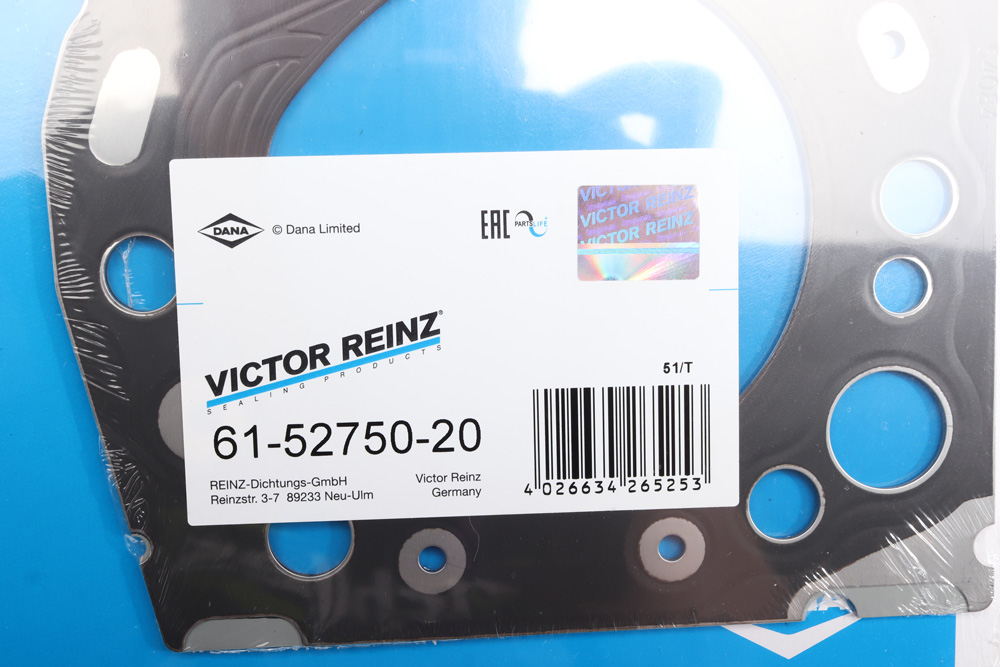 DANA © Dana Limited
EAC PARTSLIFE
VICTOR REINZ
VICTOR REINZ
VICTOR REINZ
VICTOR REINZ®
SEALING PRODUCTS
61-52750-20
REINZ-Dichtungs-GmbH
Reinzstr. 3-7 89233 Neu-Ulm
Victor Reinz
Germany
51/T
4 026634 265253